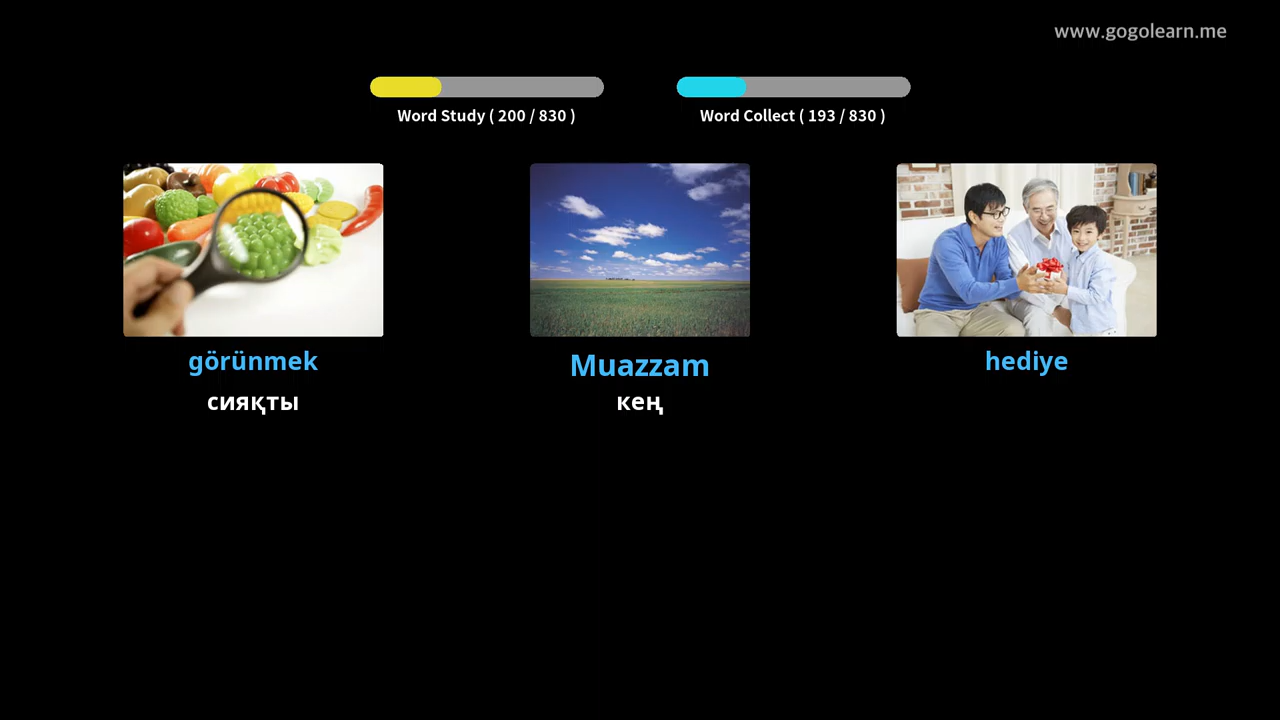 www.gogolearn.me
Word Study ( 200 / 830 )
Word Collect ( 193 / 830 )
görünmek
Muazzam
hediye
сияқты
кең